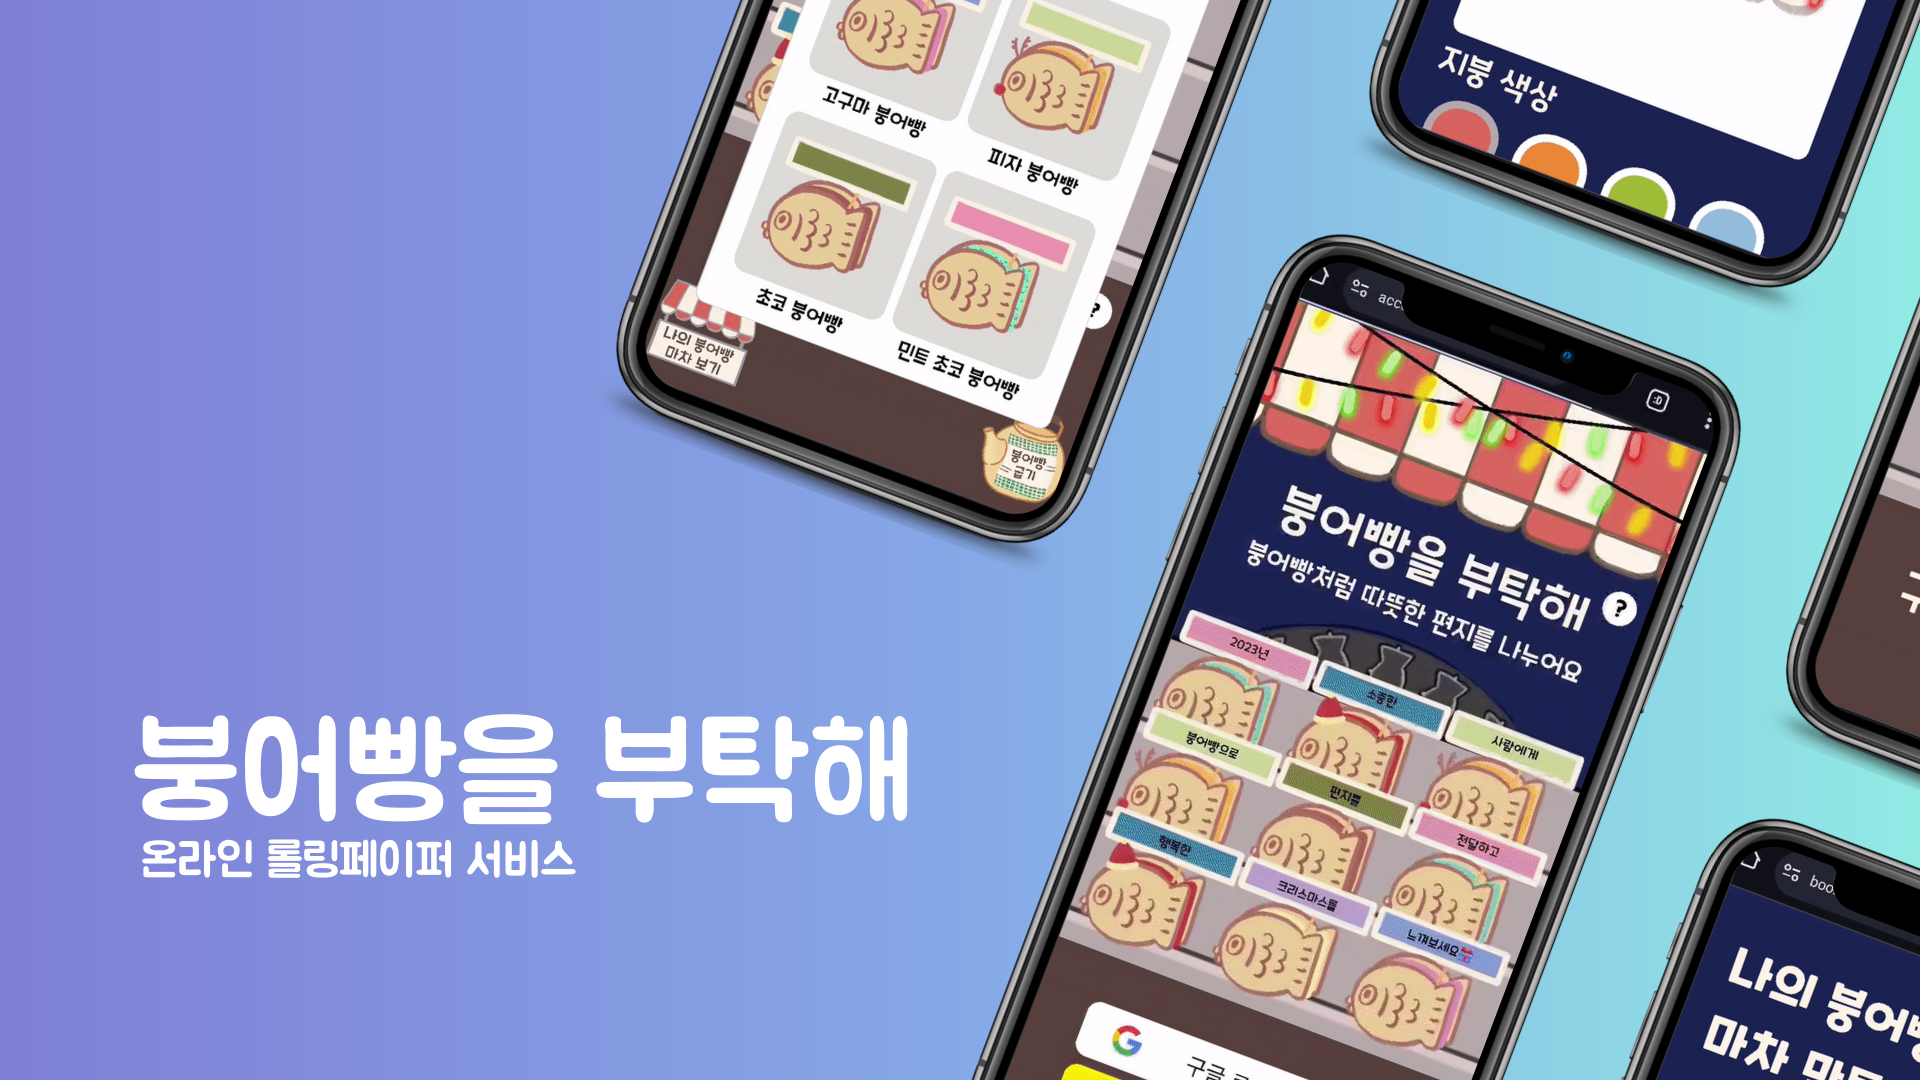 붕어빵을 부탁해
온라인 롤링페이퍼 서비스
고구마 붕어빵
피자 붕어빵
초코 붕어빵
민트 초코 붕어빵
나의 붕어빵
마차 보기
?
붕어빵
굽기
지붕 색상
acc
:D
붕어빵을 부탁해
?
붕어빵처럼 따뜻한 편지를 나누어요
2023년
소중한
사람에게
붕어빵으로
편지를
전달하고
행복한
크리스마스를
느껴보세요
G
구글
boo
나의 붕어
마차